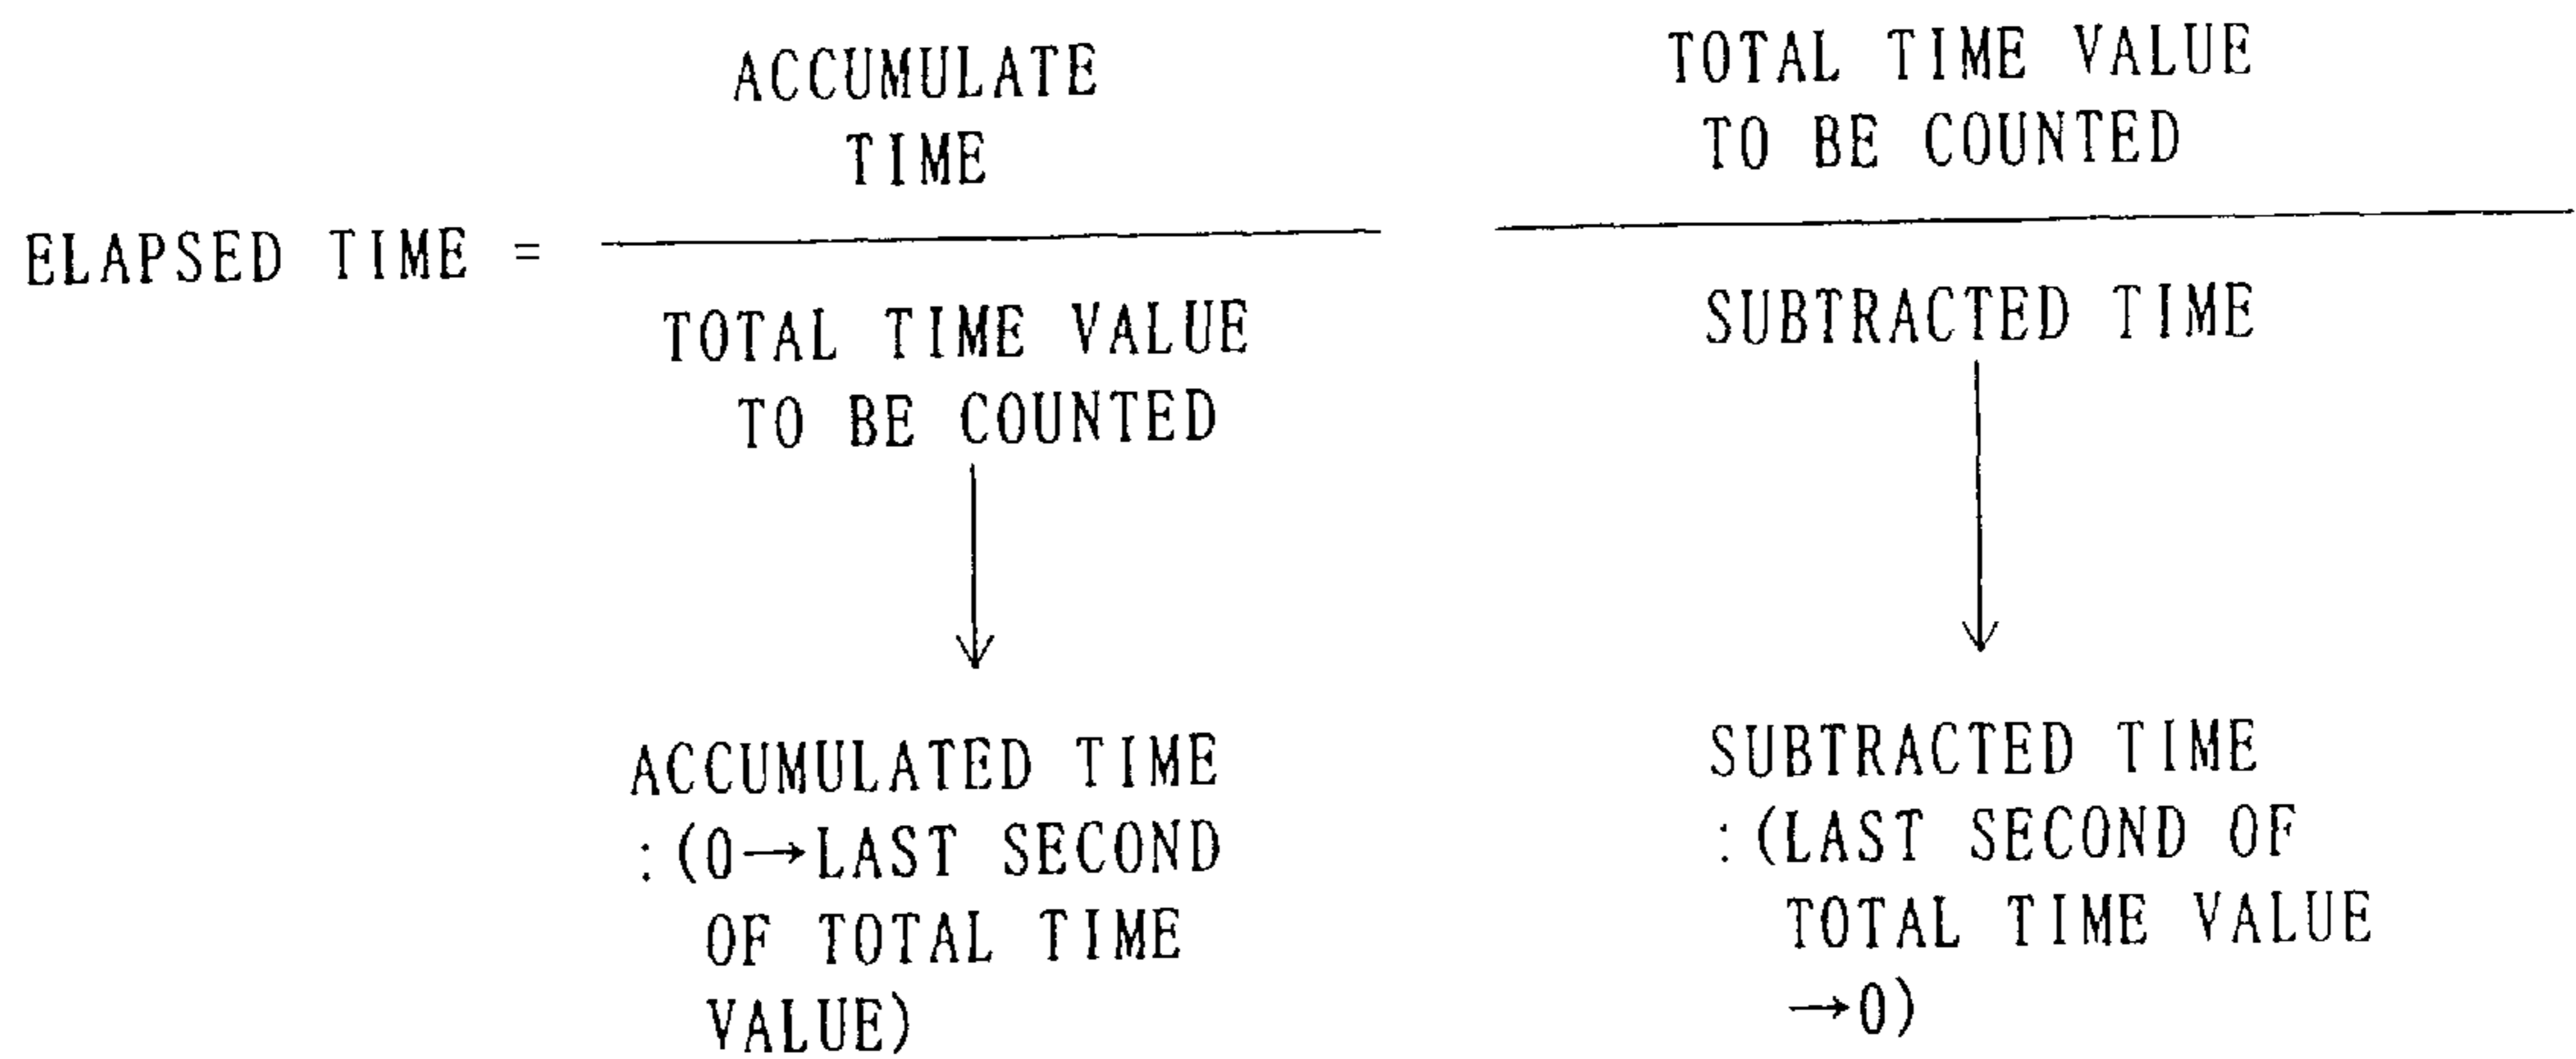 ACCUMULATE
TIME
TOTAL TIME VALUE
TO BE COUNTED
ELAPSED TIME =
TOTAL TIME VALUE
TO BE COUNTED
SUBTRACTED TIME
ACCUMULATED TIME
:(0→LAST SECOND
OF TOTAL TIME
VALUE)
SUBTRACTED TIME
:(LAST SECOND OF
TOTAL TIME VALUE
→0)